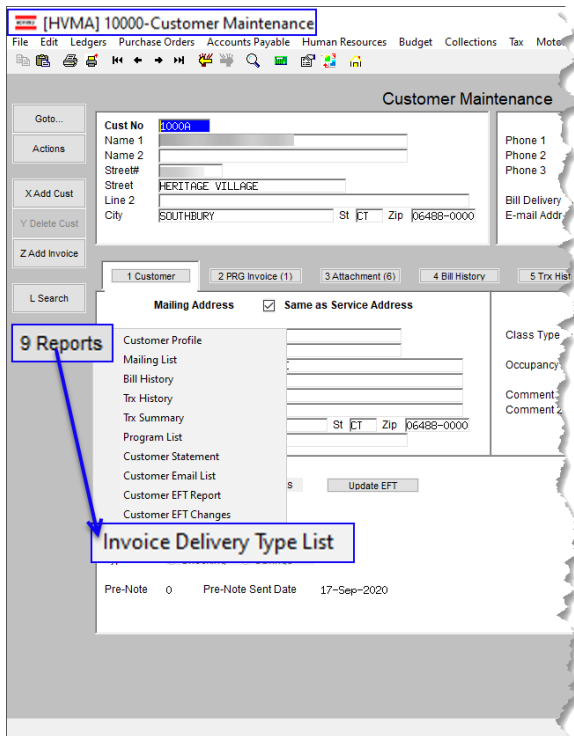 [HVMA] 10000-Customer Maintenance
File Edit Ledgers Purchase Orders Accounts Payable Human Resources Budget Collections Tax
Customer Maintenance
Goto...
Actions
X Add Cust
Y Delete Cust
Z Add Invoice
L Search
9 Reports
Cust No 1000A
Name 1
Name 2
Street#
Street HERITAGE VILLAGE
Line 2
City SOUTHBURY St CT Zip 06488-0000
Phone 1
Phone 2
Phone 3
Bill Delivery
E-mail Addr
1 Customer 2 PRG Invoice (1) 3 Attachment (6) 4 Bill History 5 Trx Hist
Mailing Address Same as Service Address
St CT Zip 06488-0000
Class Type
Occupancy
Comment
Comment 2
Customer Profile
Mailing List
Bill History
Trx History
Trx Summary
Program List
Customer Statement
Customer Email List
Customer EFT Report
Customer EFT Changes
Invoice Delivery Type List
Update EFT
Pre-Note 0 Pre-Note Sent Date 17-Sep-2020